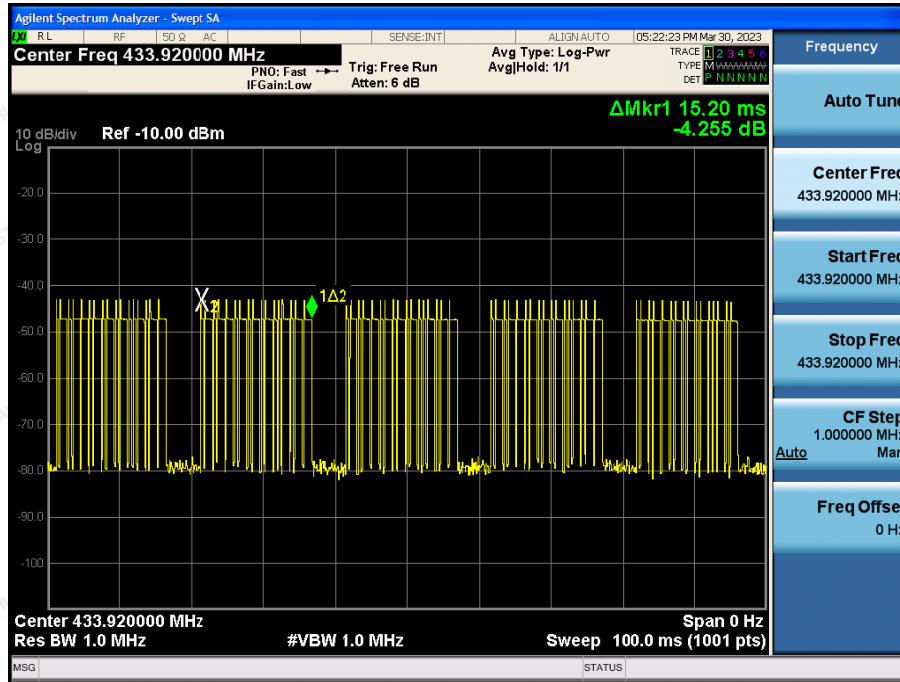 Agilent Spectrum Analyzer - Swept SA
LXI RL RF 50 Ω AC SENSE:INT ALIGN AUTO 05:22:23 PM Mar 30, 2023
Center Freq 433.920000 MHz
PNO: Fast
IFGain:Low
Trig: Free Run
Atten: 6 dB
Avg Type: Log-Pwr
Avg|Hold: 1/1
TRACE 1 2 3 4 5 6
TYPE M
DET P N N N N N
Frequency
ΔMkr1 15.20 ms
-4.255 dB
10 dB/div Ref -10.00 dBm
Log
-20.0
-30.0
-40.0
-50.0
-60.0
-70.0
-80.0
-90.0
-100
X2
1Δ2
Center 433.920000 MHz Span 0 Hz
Res BW 1.0 MHz #VBW 1.0 MHz Sweep 100.0 ms (1001 pts)
MSG STATUS
Auto Tune
Center Freq
433.920000 MHz
Start Freq
433.920000 MHz
Stop Freq
433.920000 MHz
CF Step
1.000000 MHz
Auto Man
Freq Offset
0 Hz